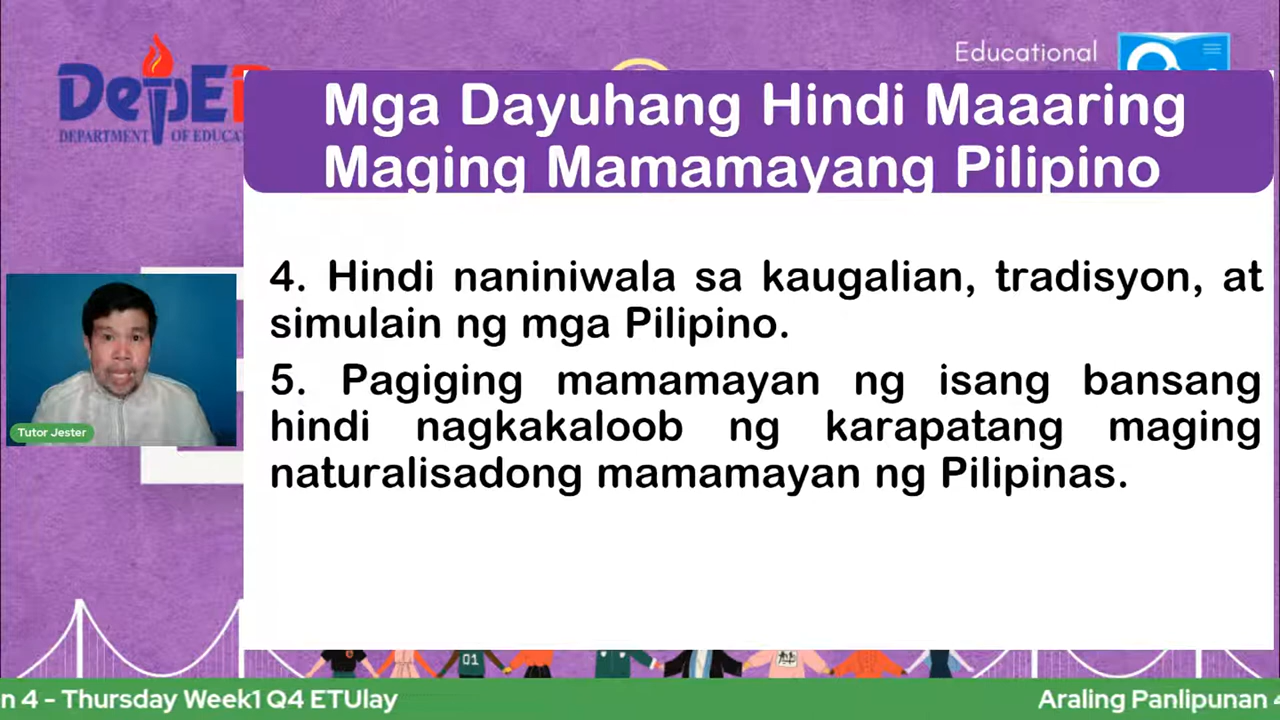 Educational
DepE
DEPARTMENT OF EDUCA
Mga Dayuhang Hindi Maaaring
Maging Mamamayang Pilipino
4. Hindi naniniwala sa kaugalian, tradisyon, at
simulain ng mga Pilipino.
5. Pagiging mamamayan ng isang bansang
hindi nagkakaloob ng karapatang maging
naturalisadong mamamayan ng Pilipinas.
Tutor Jester
01
n 4 - Thursday Week1 Q4 ETUlay
Araling Panlipunan 4